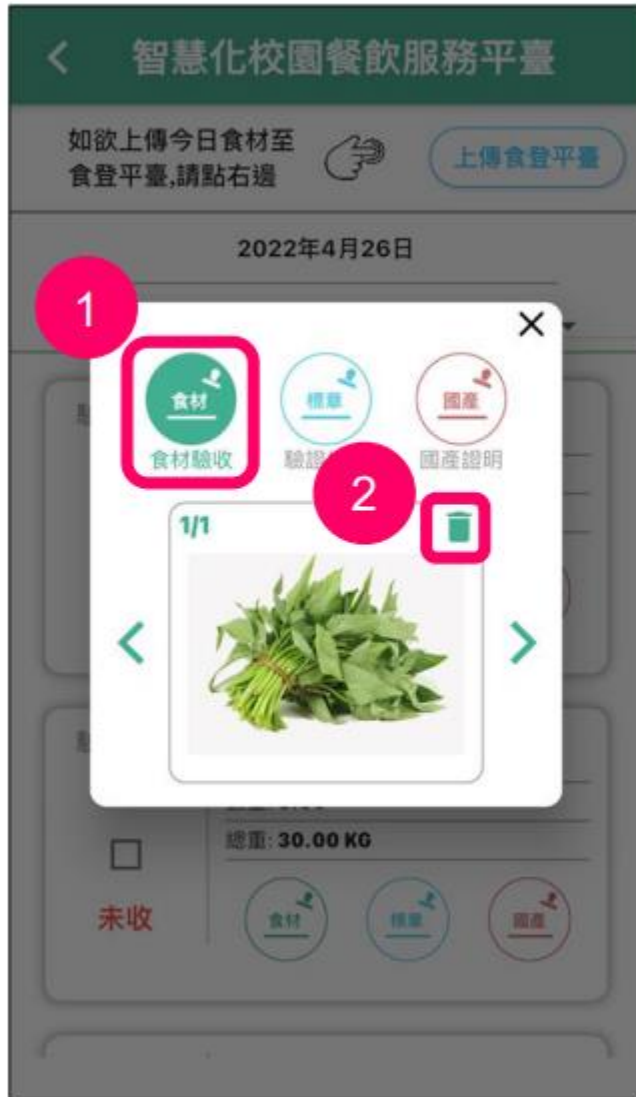 智慧化校園餐飲服務平臺
如欲上傳今日食材至
食登平臺,請點右邊
上傳食登平臺
2022年4月26日
1
食材
標章
國產
食材驗收
國產證明
2
1/1
總重: 30.00 KG
未收
食材
標章
國產